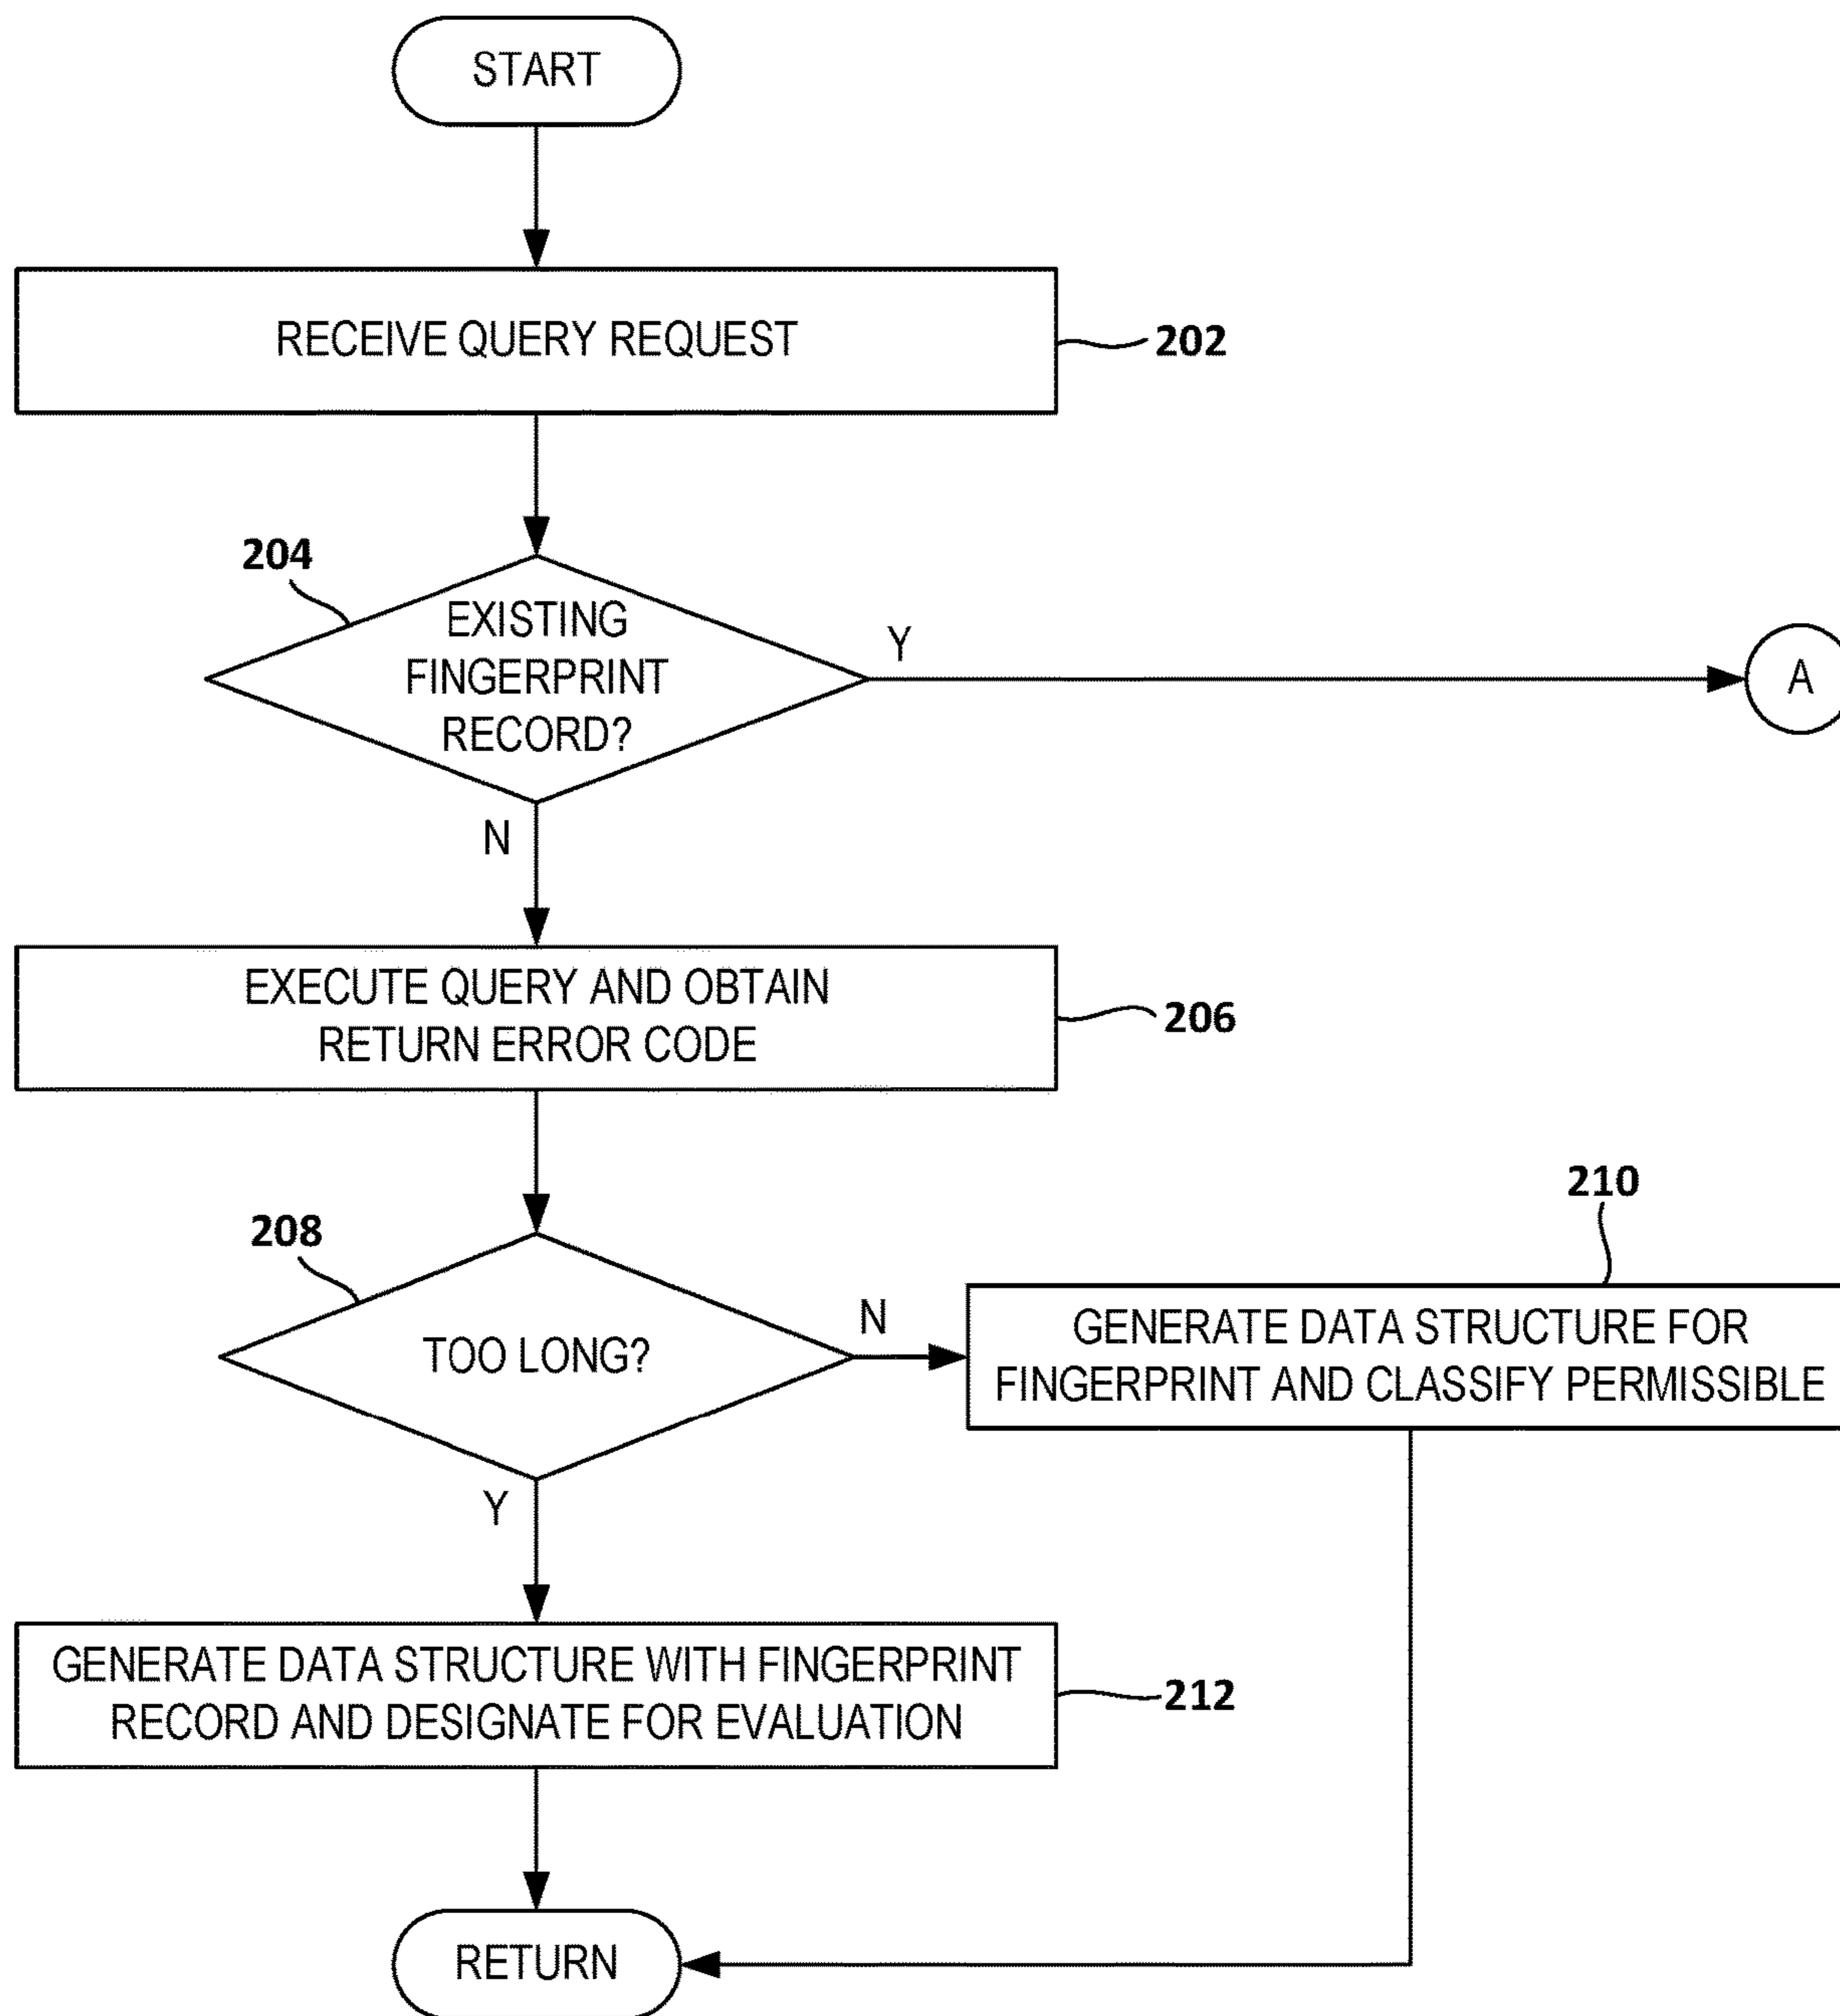 START
RECEIVE QUERY REQUEST
202
204
EXISTING
FINGERPRINT
RECORD?
Y
A
N
EXECUTE QUERY AND OBTAIN
RETURN ERROR CODE
206
208
TOO LONG?
N
210
GENERATE DATA STRUCTURE FOR
FINGERPRINT AND CLASSIFY PERMISSIBLE
Y
GENERATE DATA STRUCTURE WITH FINGERPRINT
RECORD AND DESIGNATE FOR EVALUATION
212
RETURN